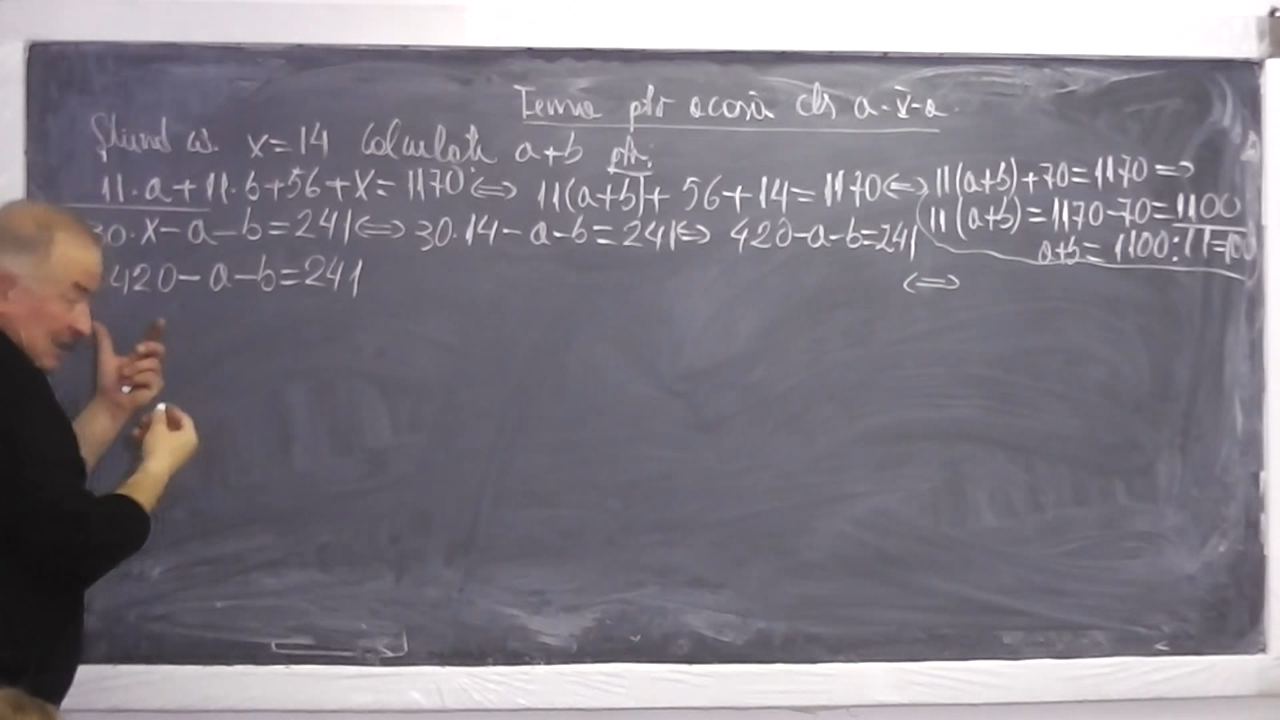 Tema ptr acasă cls a-V-a.
Știind că x=14 Calculați a+b ptr:
11·a+11·b+56+x=1170 ⇔ 11(a+b)+56+14=1170 ⇔ 11(a+b)+70=1170 ⇒
11(a+b)=1170-70=1100
a+b=1100:11=100
30·x-a-b=241 ⇔ 30·14-a-b=241 ⇔ 420-a-b=241
⇔
420-a-b=241